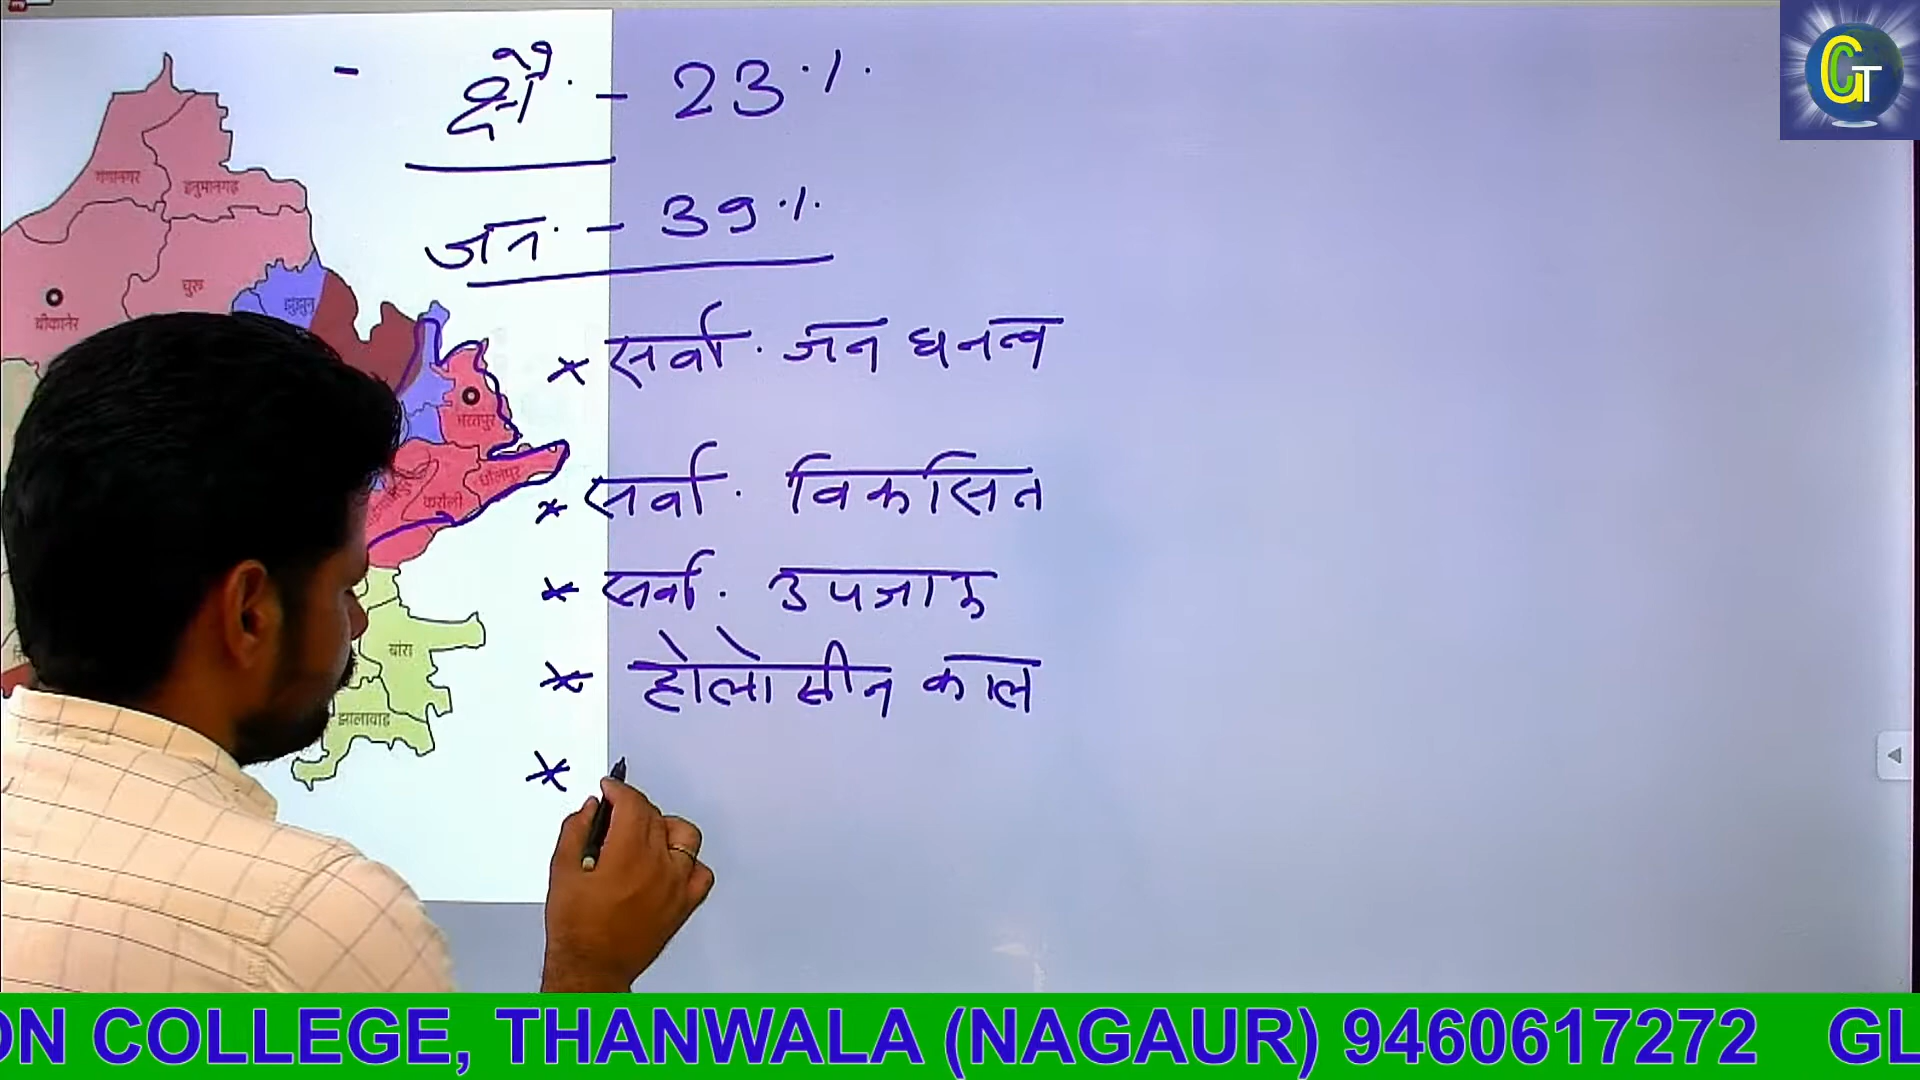 क्षै. - 23%.
जन. - 39%
* सर्वा. जन घनत्व
* सर्वा. विकसित
* सर्वा. उपजाऊ
* होलोसीन काल
*
गंगानगर
हनुमानगढ़
चुरू
झुंझुनू
बीकानेर
भरतपुर
धौलपुर
करौली
बांरा
झालावाड़
GT
ON COLLEGE, THANWALA (NAGAUR) 9460617272 GL